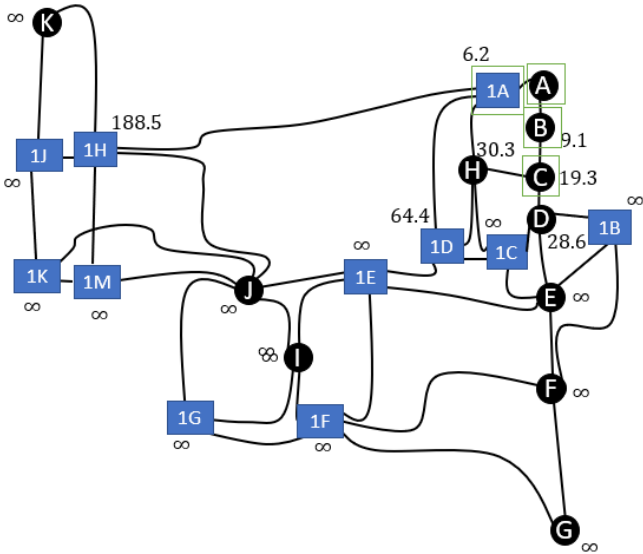 ∞ K
6.2
1A A
B
188.5
9.1
1J 1H
30.3
H C 19.3
∞
∞
64.4 ∞ D
1B
28.6
1D 1C
∞
1K 1M 1E
J E ∞
∞ ∞ ∞
∞ I
F ∞
1G 1F
∞ ∞
G ∞